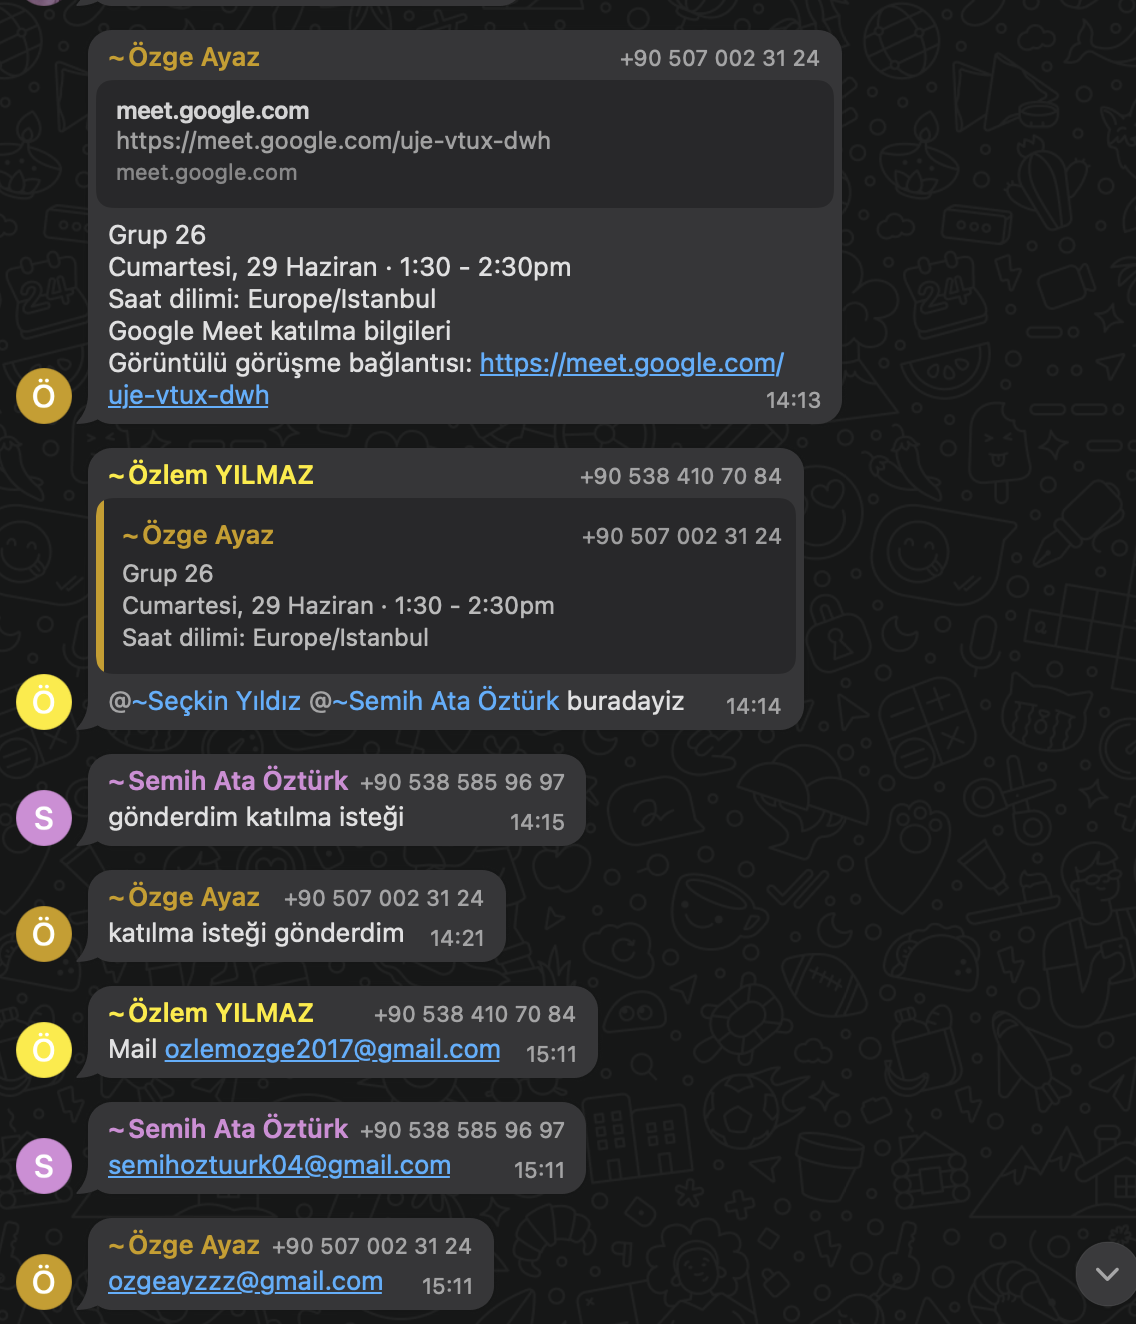 ~Özge Ayaz +90 507 002 31 24
meet.google.com
https://meet.google.com/uje-vtux-dwh
meet.google.com
Grup 26
Cumartesi, 29 Haziran · 1:30 - 2:30pm
Saat dilimi: Europe/Istanbul
Google Meet katılma bilgileri
Görüntülü görüşme bağlantısı: https://meet.google.com/
uje-vtux-dwh
14:13
Ö
~Özlem YILMAZ +90 538 410 70 84
~Özge Ayaz +90 507 002 31 24
Grup 26
Cumartesi, 29 Haziran · 1:30 - 2:30pm
Saat dilimi: Europe/Istanbul
@~Seçkin Yıldız @~Semih Ata Öztürk buradayiz 14:14
Ö
~Semih Ata Öztürk +90 538 585 96 97
gönderdim katılma isteği 14:15
S
~Özge Ayaz +90 507 002 31 24
katılma isteği gönderdim 14:21
Ö
~Özlem YILMAZ +90 538 410 70 84
Mail ozlemozge2017@gmail.com 15:11
Ö
~Semih Ata Öztürk +90 538 585 96 97
semihoztuurk04@gmail.com 15:11
S
~Özge Ayaz +90 507 002 31 24
ozgeayzzz@gmail.com 15:11
Ö